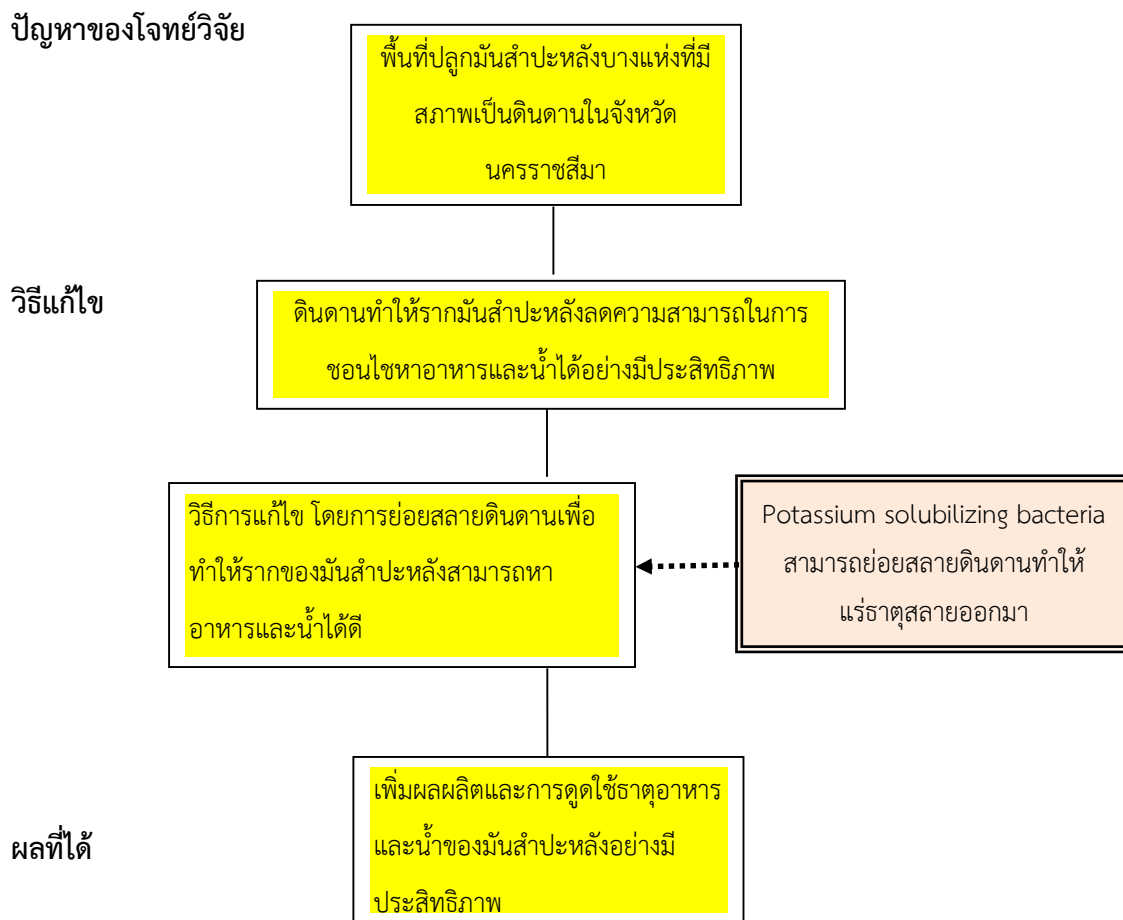 ปัญหาของโจทย์วิจัย
พื้นที่ปลูกมันสำปะหลังบางแห่งที่มี
สภาพเป็นดินดานในจังหวัด
นครราชสีมา
วิธีแก้ไข
ดินดานทำให้รากมันสำปะหลังลดความสามารถในการ
ชอนไชหาอาหารและน้ำได้อย่างมีประสิทธิภาพ
วิธีการแก้ไข โดยการย่อยสลายดินดานเพื่อ
ทำให้รากของมันสำปะหลังสามารถหา
อาหารและน้ำได้ดี
Potassium solubilizing bacteria
สามารถย่อยสลายดินดานทำให้
แร่ธาตุสลายออกมา
ผลที่ได้
เพิ่มผลผลิตและการดูดใช้ธาตุอาหาร
และน้ำของมันสำปะหลังอย่างมี
ประสิทธิภาพ